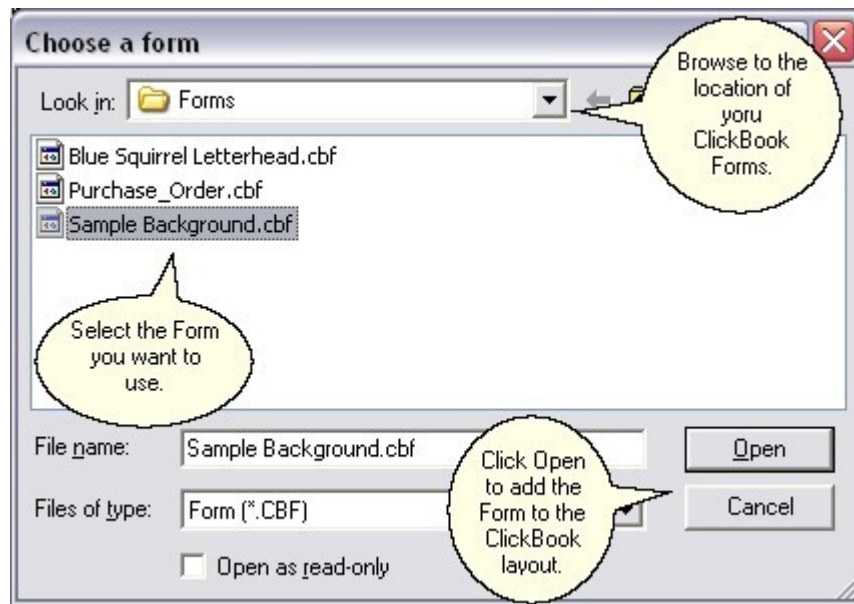 Choose a form
Browse to the
location of
yoru
ClickBook
Forms.
Look in: Forms
Blue Squirrel Letterhead.cbf
Purchase_Order.cbf
Sample Background.cbf
Select the Form
you want to
use.
File name: Sample Background.cbf
Open
Click Open
to add the
Form to the
ClickBook
layout.
Files of type: Form (*.CBF)
Cancel
Open as read-only